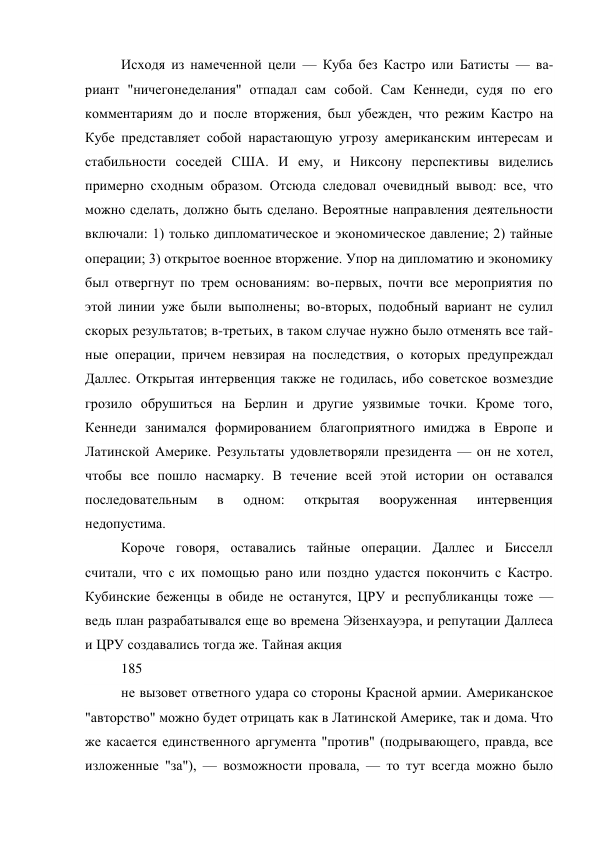 Исходя из намеченной цели — Куба без Кастро или Батисты — ва-
риант "ничегонеделания" отпадал сам собой. Сам Кеннеди, судя по его
комментариям до и после вторжения, был убежден, что режим Кастро на
Кубе представляет собой нарастающую угрозу американским интересам и
стабильности соседей США. И ему, и Никсону перспективы виделись
примерно сходным образом. Отсюда следовал очевидный вывод: все, что
можно сделать, должно быть сделано. Вероятные направления деятельности
включали: 1) только дипломатическое и экономическое давление; 2) тайные
операции; 3) открытое военное вторжение. Упор на дипломатию и экономику
был отвергнут по трем основаниям: во-первых, почти все мероприятия по
этой линии уже были выполнены; во-вторых, подобный вариант не сулил
скорых результатов; в-третьих, в таком случае нужно было отменять все тай-
ные операции, причем невзирая на последствия, о которых предупреждал
Даллес. Открытая интервенция также не годилась, ибо советское возмездие
грозило обрушиться на Берлин и другие уязвимые точки. Кроме того,
Кеннеди занимался формированием благоприятного имиджа в Европе и
Латинской Америке. Результаты удовлетворяли президента — он не хотел,
чтобы все пошло насмарку. В течение всей этой истории он оставался
последовательным в одном: открытая вооруженная интервенция
недопустима.
Короче говоря, оставались тайные операции. Даллес и Бисселл
считали, что с их помощью рано или поздно удастся покончить с Кастро.
Кубинские беженцы в обиде не останутся, ЦРУ и республиканцы тоже —
ведь план разрабатывался еще во времена Эйзенхауэра, и репутации Даллеса
и ЦРУ создавались тогда же. Тайная акция
185
не вызовет ответного удара со стороны Красной армии. Американское
"авторство" можно будет отрицать как в Латинской Америке, так и дома. Что
же касается единственного аргумента "против" (подрывающего, правда, все
изложенные "за"), — возможности провала, — то тут всегда можно было